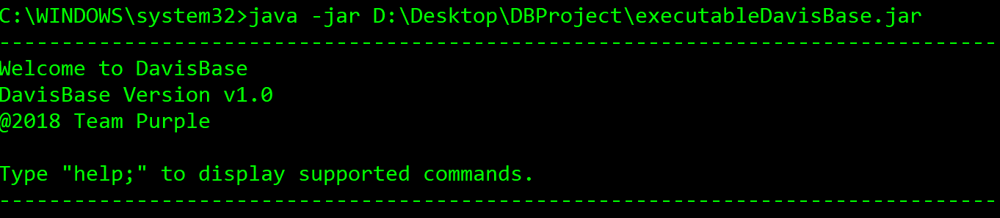 C:\WINDOWS\system32>java -jar D:\Desktop\DBProject\executableDavisBase.jar
--------------------------------------------------------------------------------
Welcome to DavisBase
DavisBase Version v1.0
@2018 Team Purple
Type "help;" to display supported commands.
--------------------------------------------------------------------------------